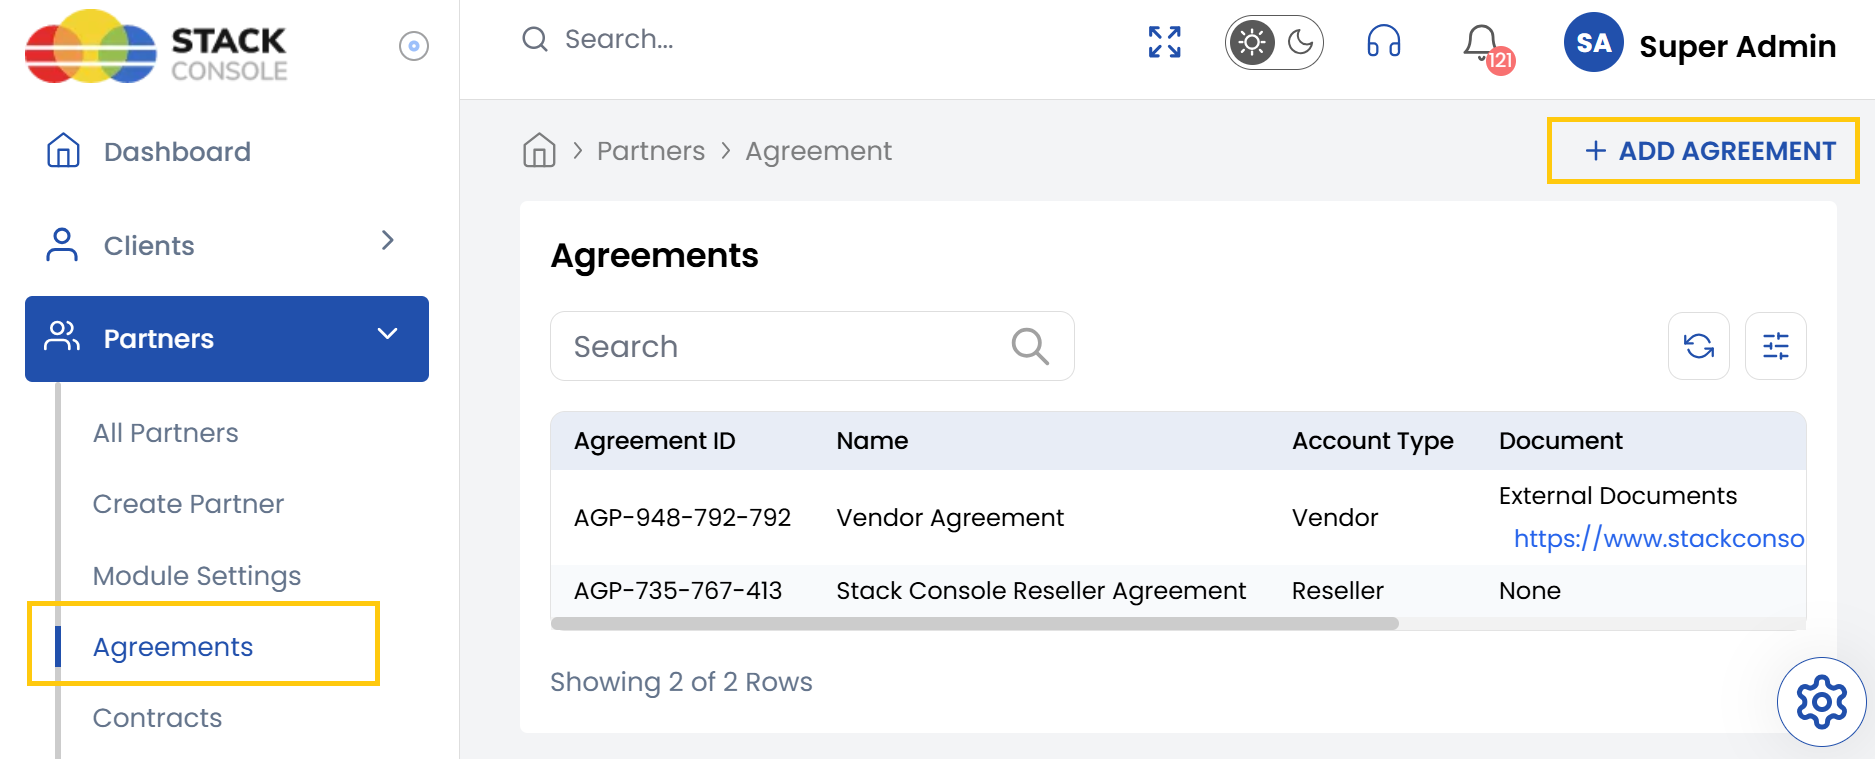 STACK
CONSOLE
Search...
121
SA
Super Admin
Dashboard
Clients
Partners
All Partners
Create Partner
Module Settings
Agreements
Contracts
Partners > Agreement
+ ADD AGREEMENT
Agreements
Search
Agreement ID Name Account Type Document
AGP-948-792-792 Vendor Agreement Vendor External Documents
https://www.stackconso
AGP-735-767-413 Stack Console Reseller Agreement Reseller None
Showing 2 of 2 Rows